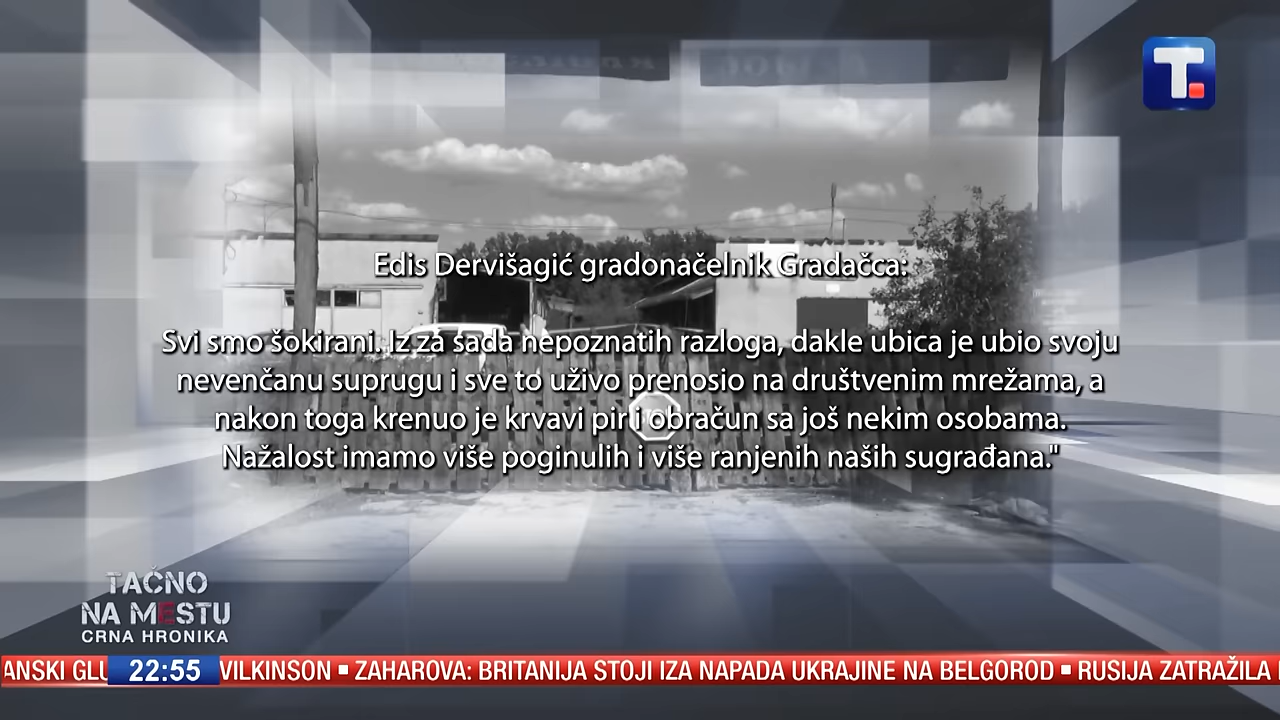 T.
Edis Dervišagić gradonačelnik Gradačca:
Svi smo šokirani. Iz za sada nepoznatih razloga, dakle ubica je ubio svoju
nevenčanu suprugu i sve to uživo prenosio na društvenim mrežama, a
nakon toga krenuo je krvavi pir i obračun sa još nekim osobama.
Nažalost imamo više poginulih i više ranjenih naših sugrađana."
TAČNO
NA MESTU
CRNA HRONIKA
ANSKI GLU 22:55 VILKINSON ▪ ZAHAROVA: BRITANIJA STOJI IZA NAPADA UKRAJINE NA BELGOROD ▪ RUSIJA ZATRAŽILA